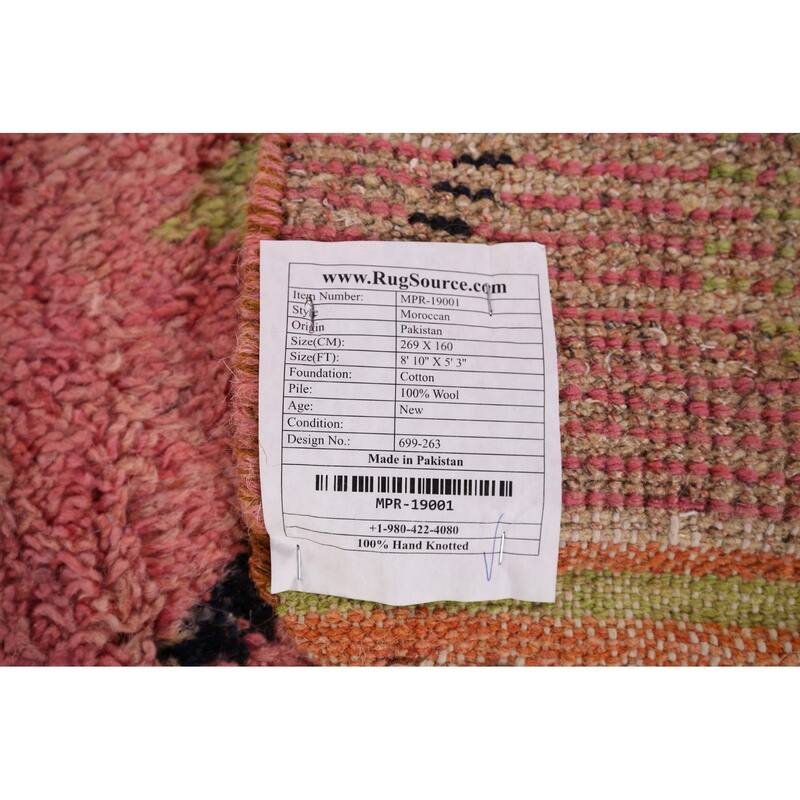 www.RugSource.com
Item Number: MPR-19001
Style Moroccan
Origin Pakistan
Size(CM): 269 X 160
Size(FT): 8' 10" X 5' 3"
Foundation: Cotton
Pile: 100% Wool
Age: New
Condition:
Design No.: 699-263
Made in Pakistan
MPR-19001
+1-980-422-4080
100% Hand Knotted